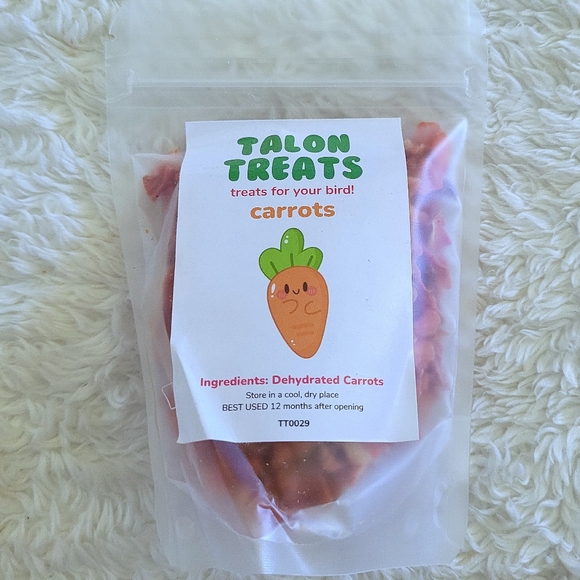 TALON
TREATS
treats for your bird!
carrots
Ingredients: Dehydrated Carrots
Store in a cool, dry place
BEST USED 12 months after opening
TT0029